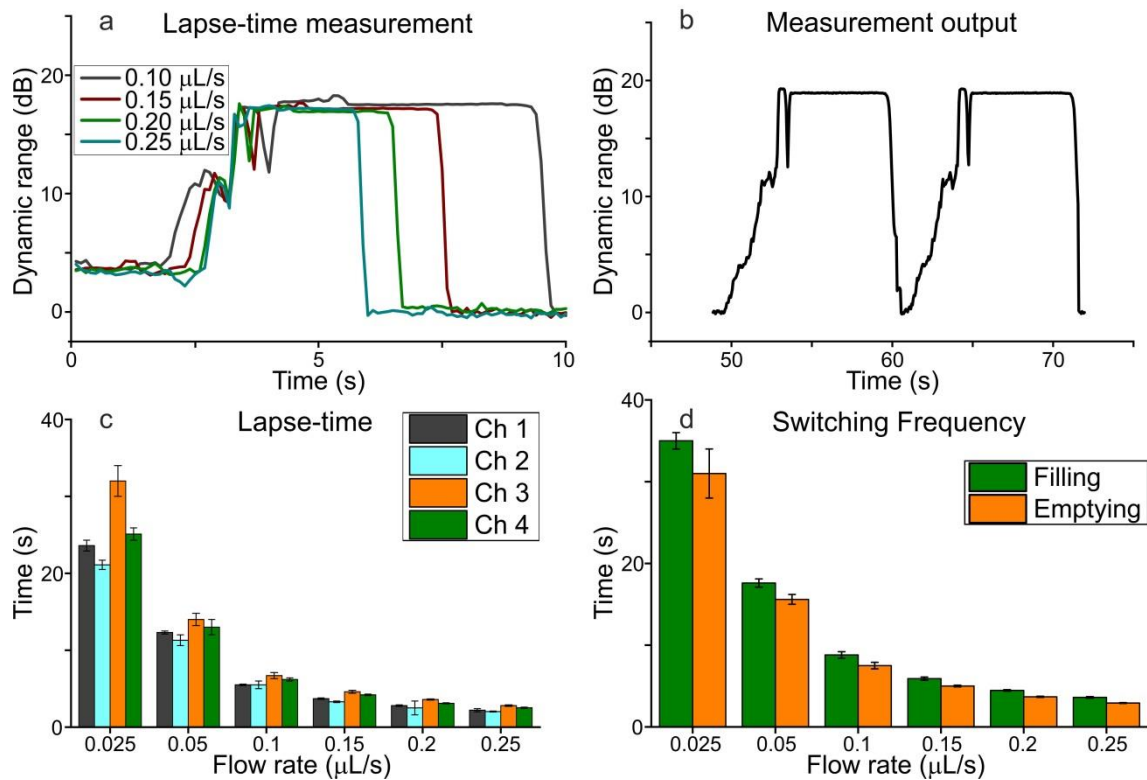 a
Lapse-time measurement
Dynamic range (dB)
20
10
0
0.10 μL/s
0.15 μL/s
0.20 μL/s
0.25 μL/s
0
5
10
Time (s)
b
Measurement output
Dynamic range (dB)
20
10
0
50
60
70
Time (s)
c
Lapse-time
Time (s)
40
20
0
Ch 1
Ch 2
Ch 3
Ch 4
0.025
0.05
0.1
0.15
0.2
0.25
Flow rate (μL/s)
d
Switching Frequency
Time (s)
40
20
0
Filling
Emptying
0.025
0.05
0.1
0.15
0.2
0.25
Flow rate (μL/s)